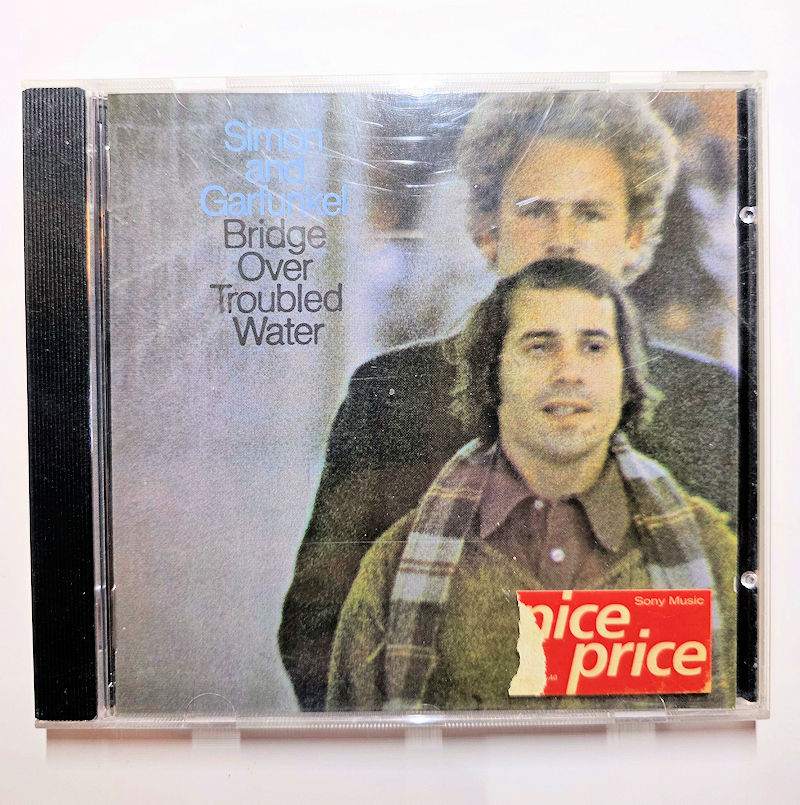 Simon
and
Garfunkel
Bridge
Over
Troubled
Water
Sony Music
nice
price